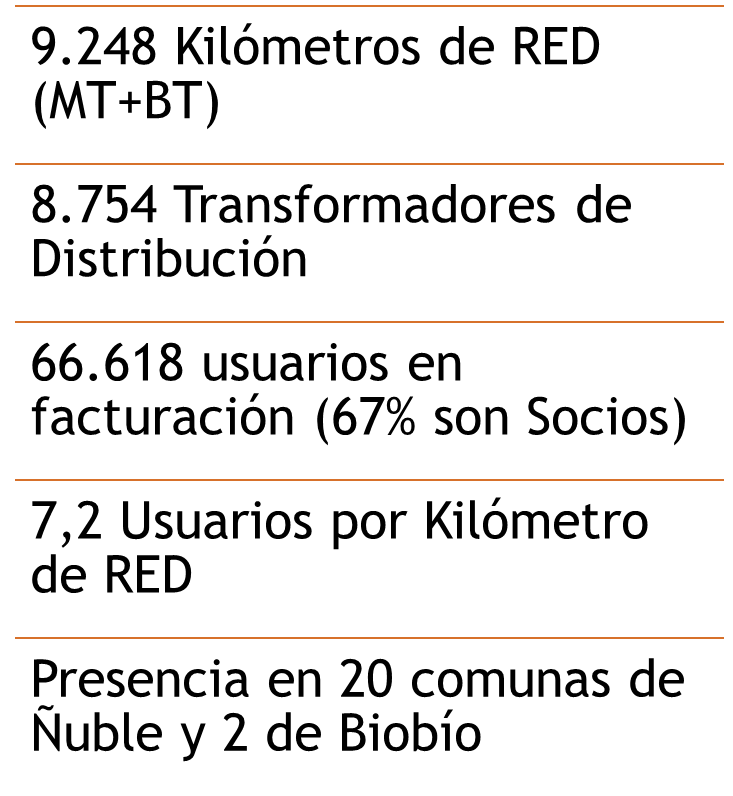 9.248 Kilómetros de RED
(MT+BT)
8.754 Transformadores de
Distribución
66.618 usuarios en
facturación (67% son Socios)
7,2 Usuarios por Kilómetro
de RED
Presencia en 20 comunas de
Ñuble y 2 de Biobío